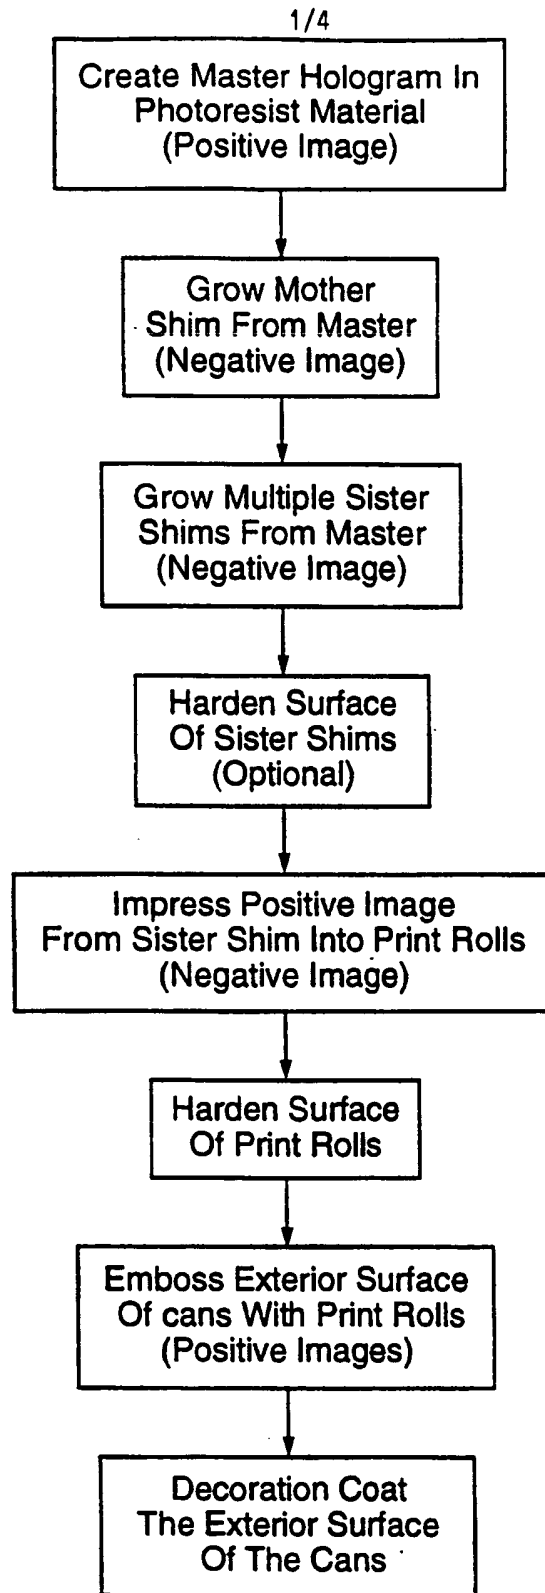 1/4
Create Master Hologram In
Photoresist Material
(Positive Image)
Grow Mother
Shim From Master
(Negative Image)
Grow Multiple Sister
Shims From Master
(Negative Image)
Harden Surface
Of Sister Shims
(Optional)
Impress Positive Image
From Sister Shim Into Print Rolls
(Negative Image)
Harden Surface
Of Print Rolls
Emboss Exterior Surface
Of cans With Print Rolls
(Positive Images)
Decoration Coat
The Exterior Surface
Of The Cans